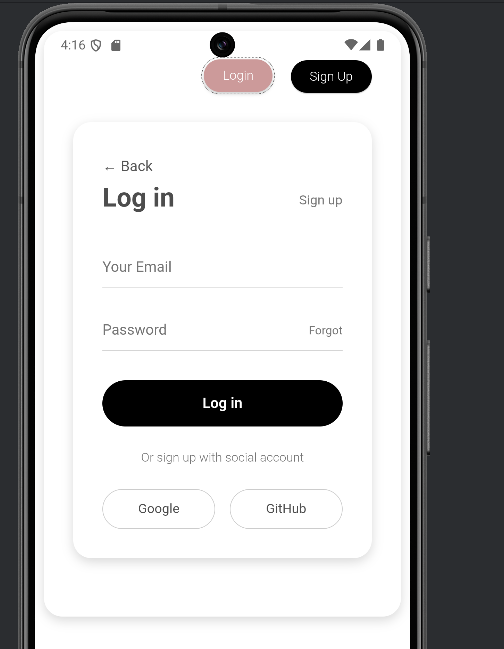 4:16
Login Sign Up
← Back
Log in Sign up
Your Email
Password Forgot
Log in
Or sign up with social account
Google GitHub